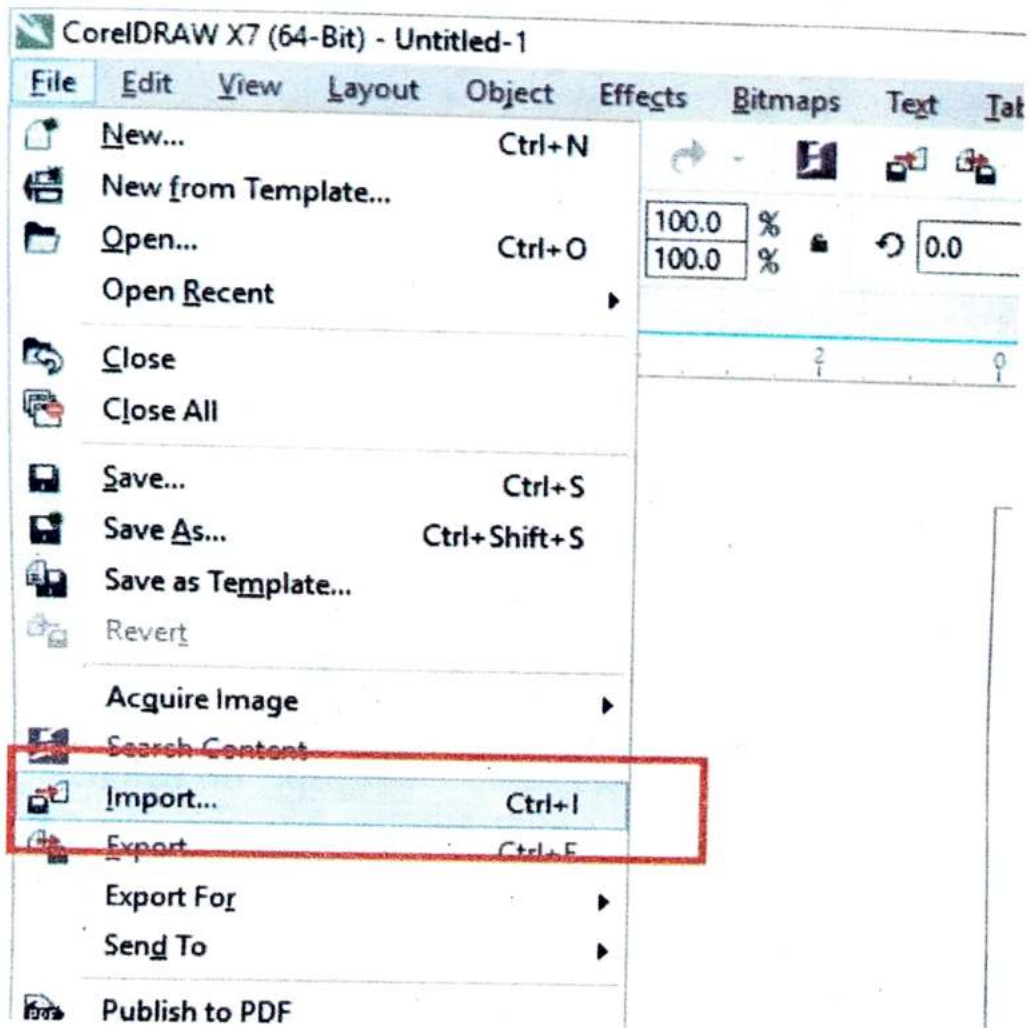 CorelDRAW X7 (64-Bit) - Untitled-1
File Edit View Layout Object Effects Bitmaps Text Tab
New... Ctrl+N
New from Template...
100.0 %
Open... Ctrl+O
100.0 % 0.0
Open Recent
2 0
Close
Close All
Save... Ctrl+S
Save As... Ctrl+Shift+S
Save as Template...
Revert
Acquire Image
Search Content
Import... Ctrl+I
Export Ctrl+E
Export For
Send To
Publish to PDF